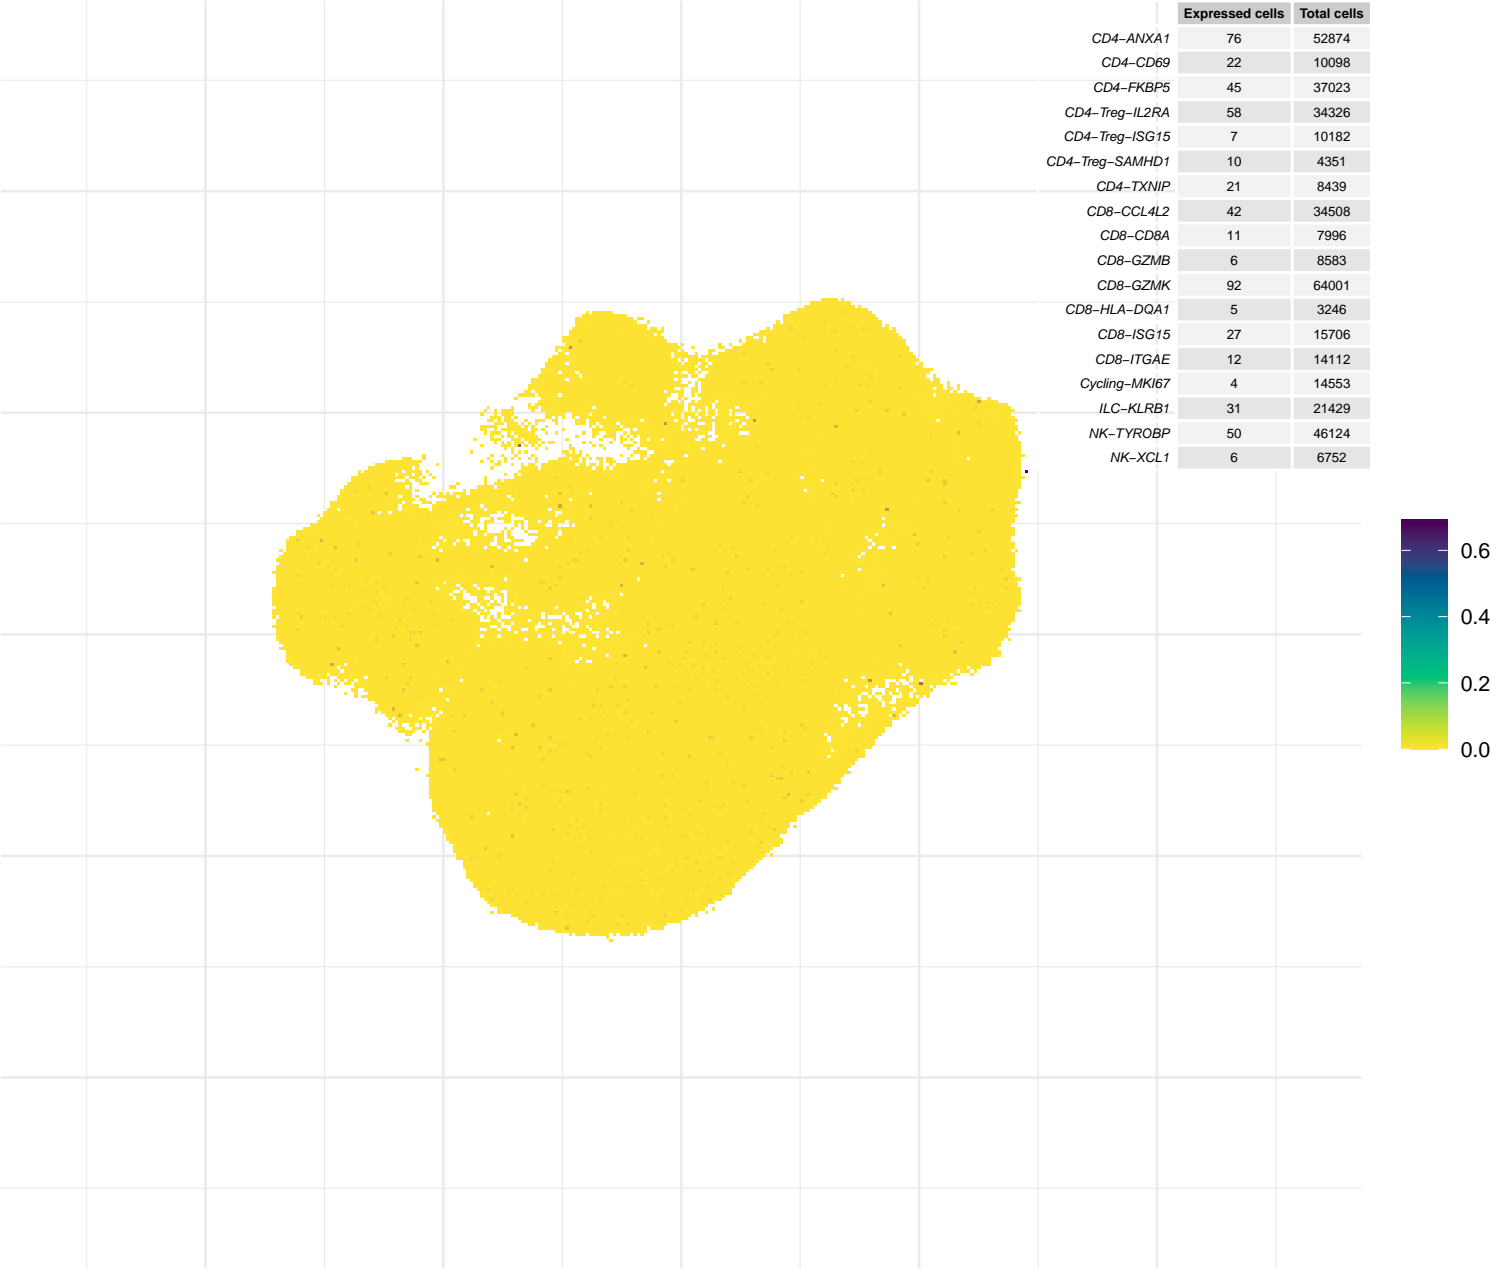 Expressed cells Total cells
CD4−ANXA1 76 52874
CD4−CD69 22 10098
CD4−FKBP5 45 37023
CD4−Treg−IL2RA 58 34326
CD4−Treg−ISG15 7 10182
CD4−Treg−SAMHD1 10 4351
CD4−TXNIP 21 8439
CD8−CCL4L2 42 34508
CD8−CD8A 11 7996
CD8−GZMB 6 8583
CD8−GZMK 92 64001
CD8−HLA−DQA1 5 3246
CD8−ISG15 27 15706
CD8−ITGAE 12 14112
Cycling−MKI67 4 14553
ILC−KLRB1 31 21429
NK−TYROBP 50 46124
NK−XCL1 6 6752
0.6
0.4
0.2
0.0